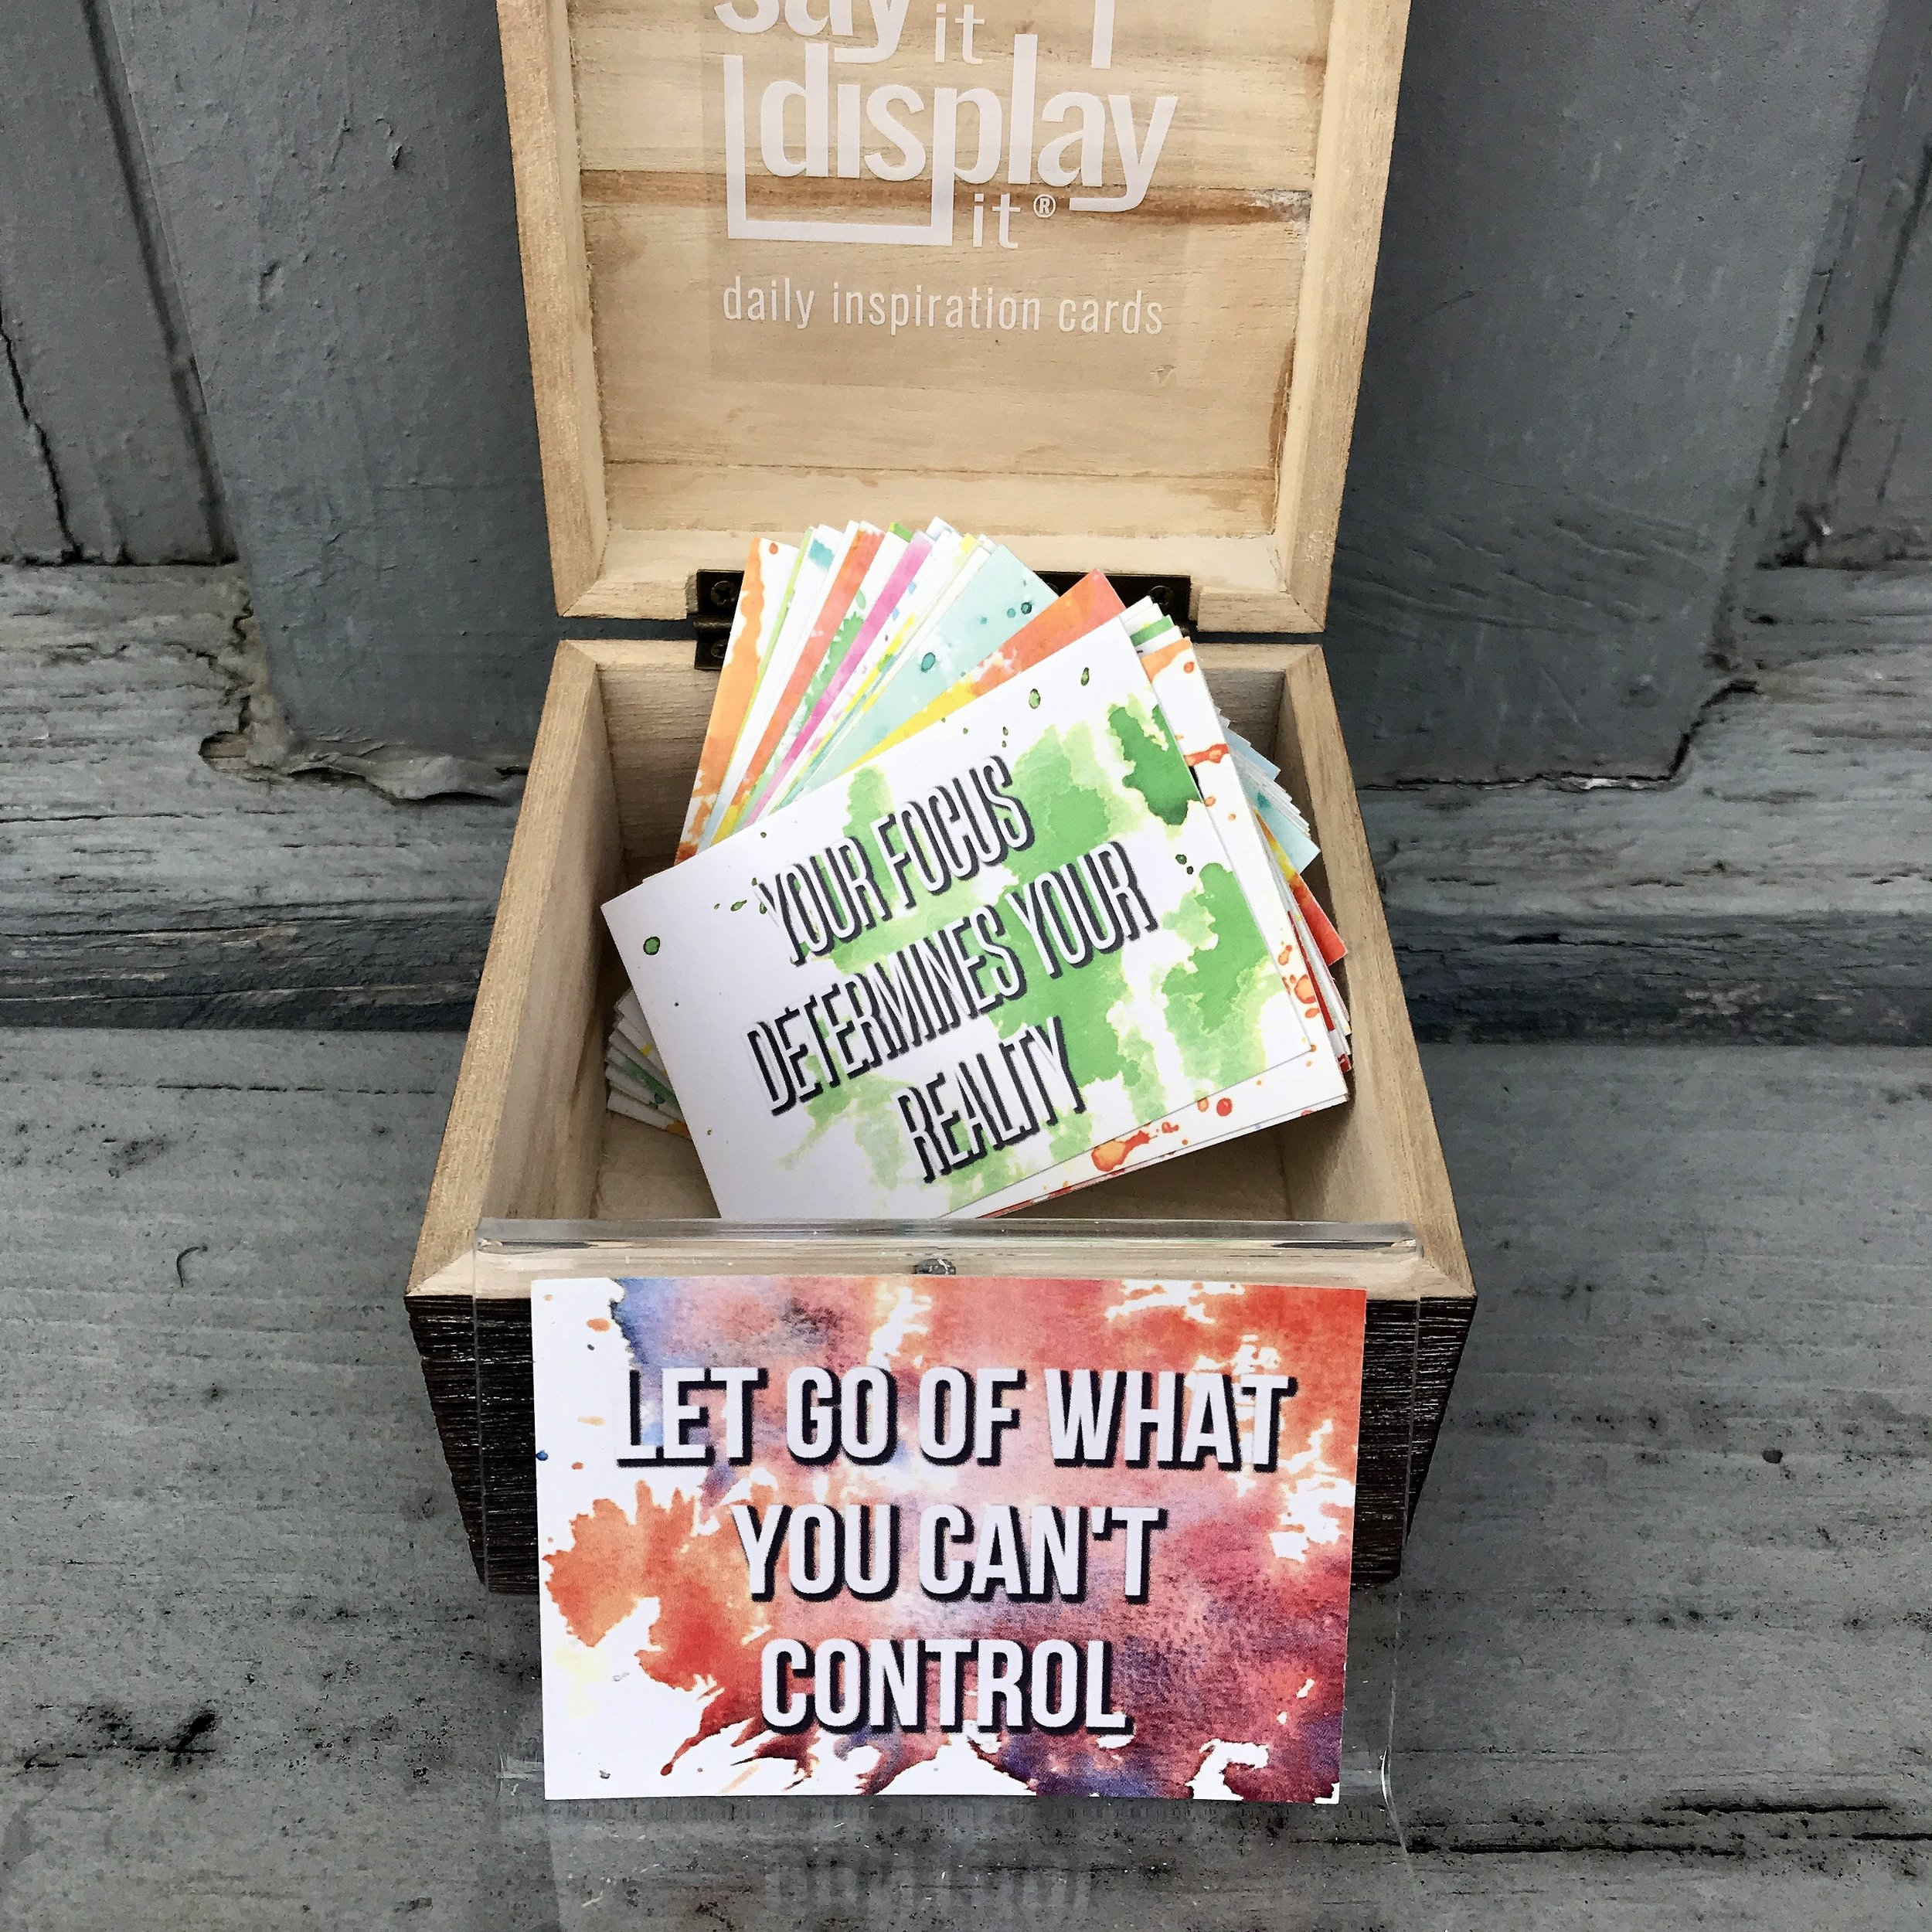 say it
display
it®
daily inspiration cards
YOUR FOCUS
DETERMINES YOUR
REALITY
LET GO OF WHAT
YOU CAN'T
CONTROL